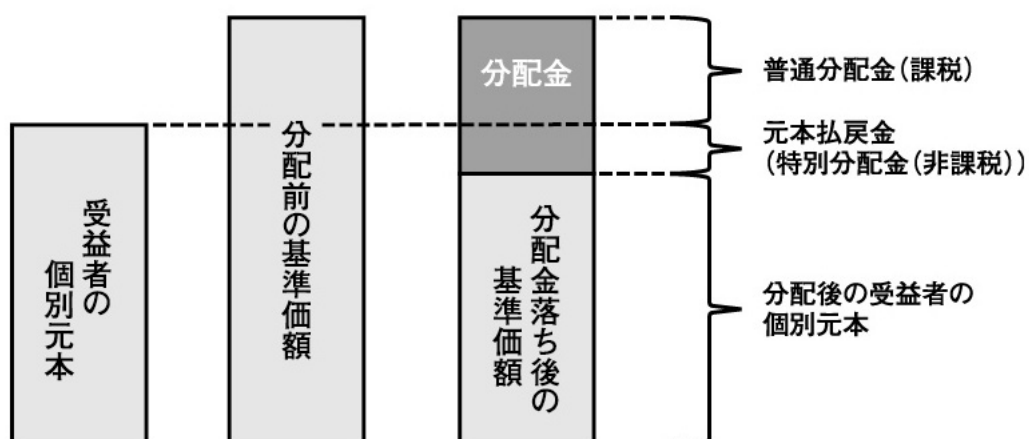 受益者の
個別元本
分配前の基準価額
分配金
分配金落ち後の
基準価額
普通分配金(課税)
元本払戻金
(特別分配金(非課税))
分配後の受益者の
個別元本